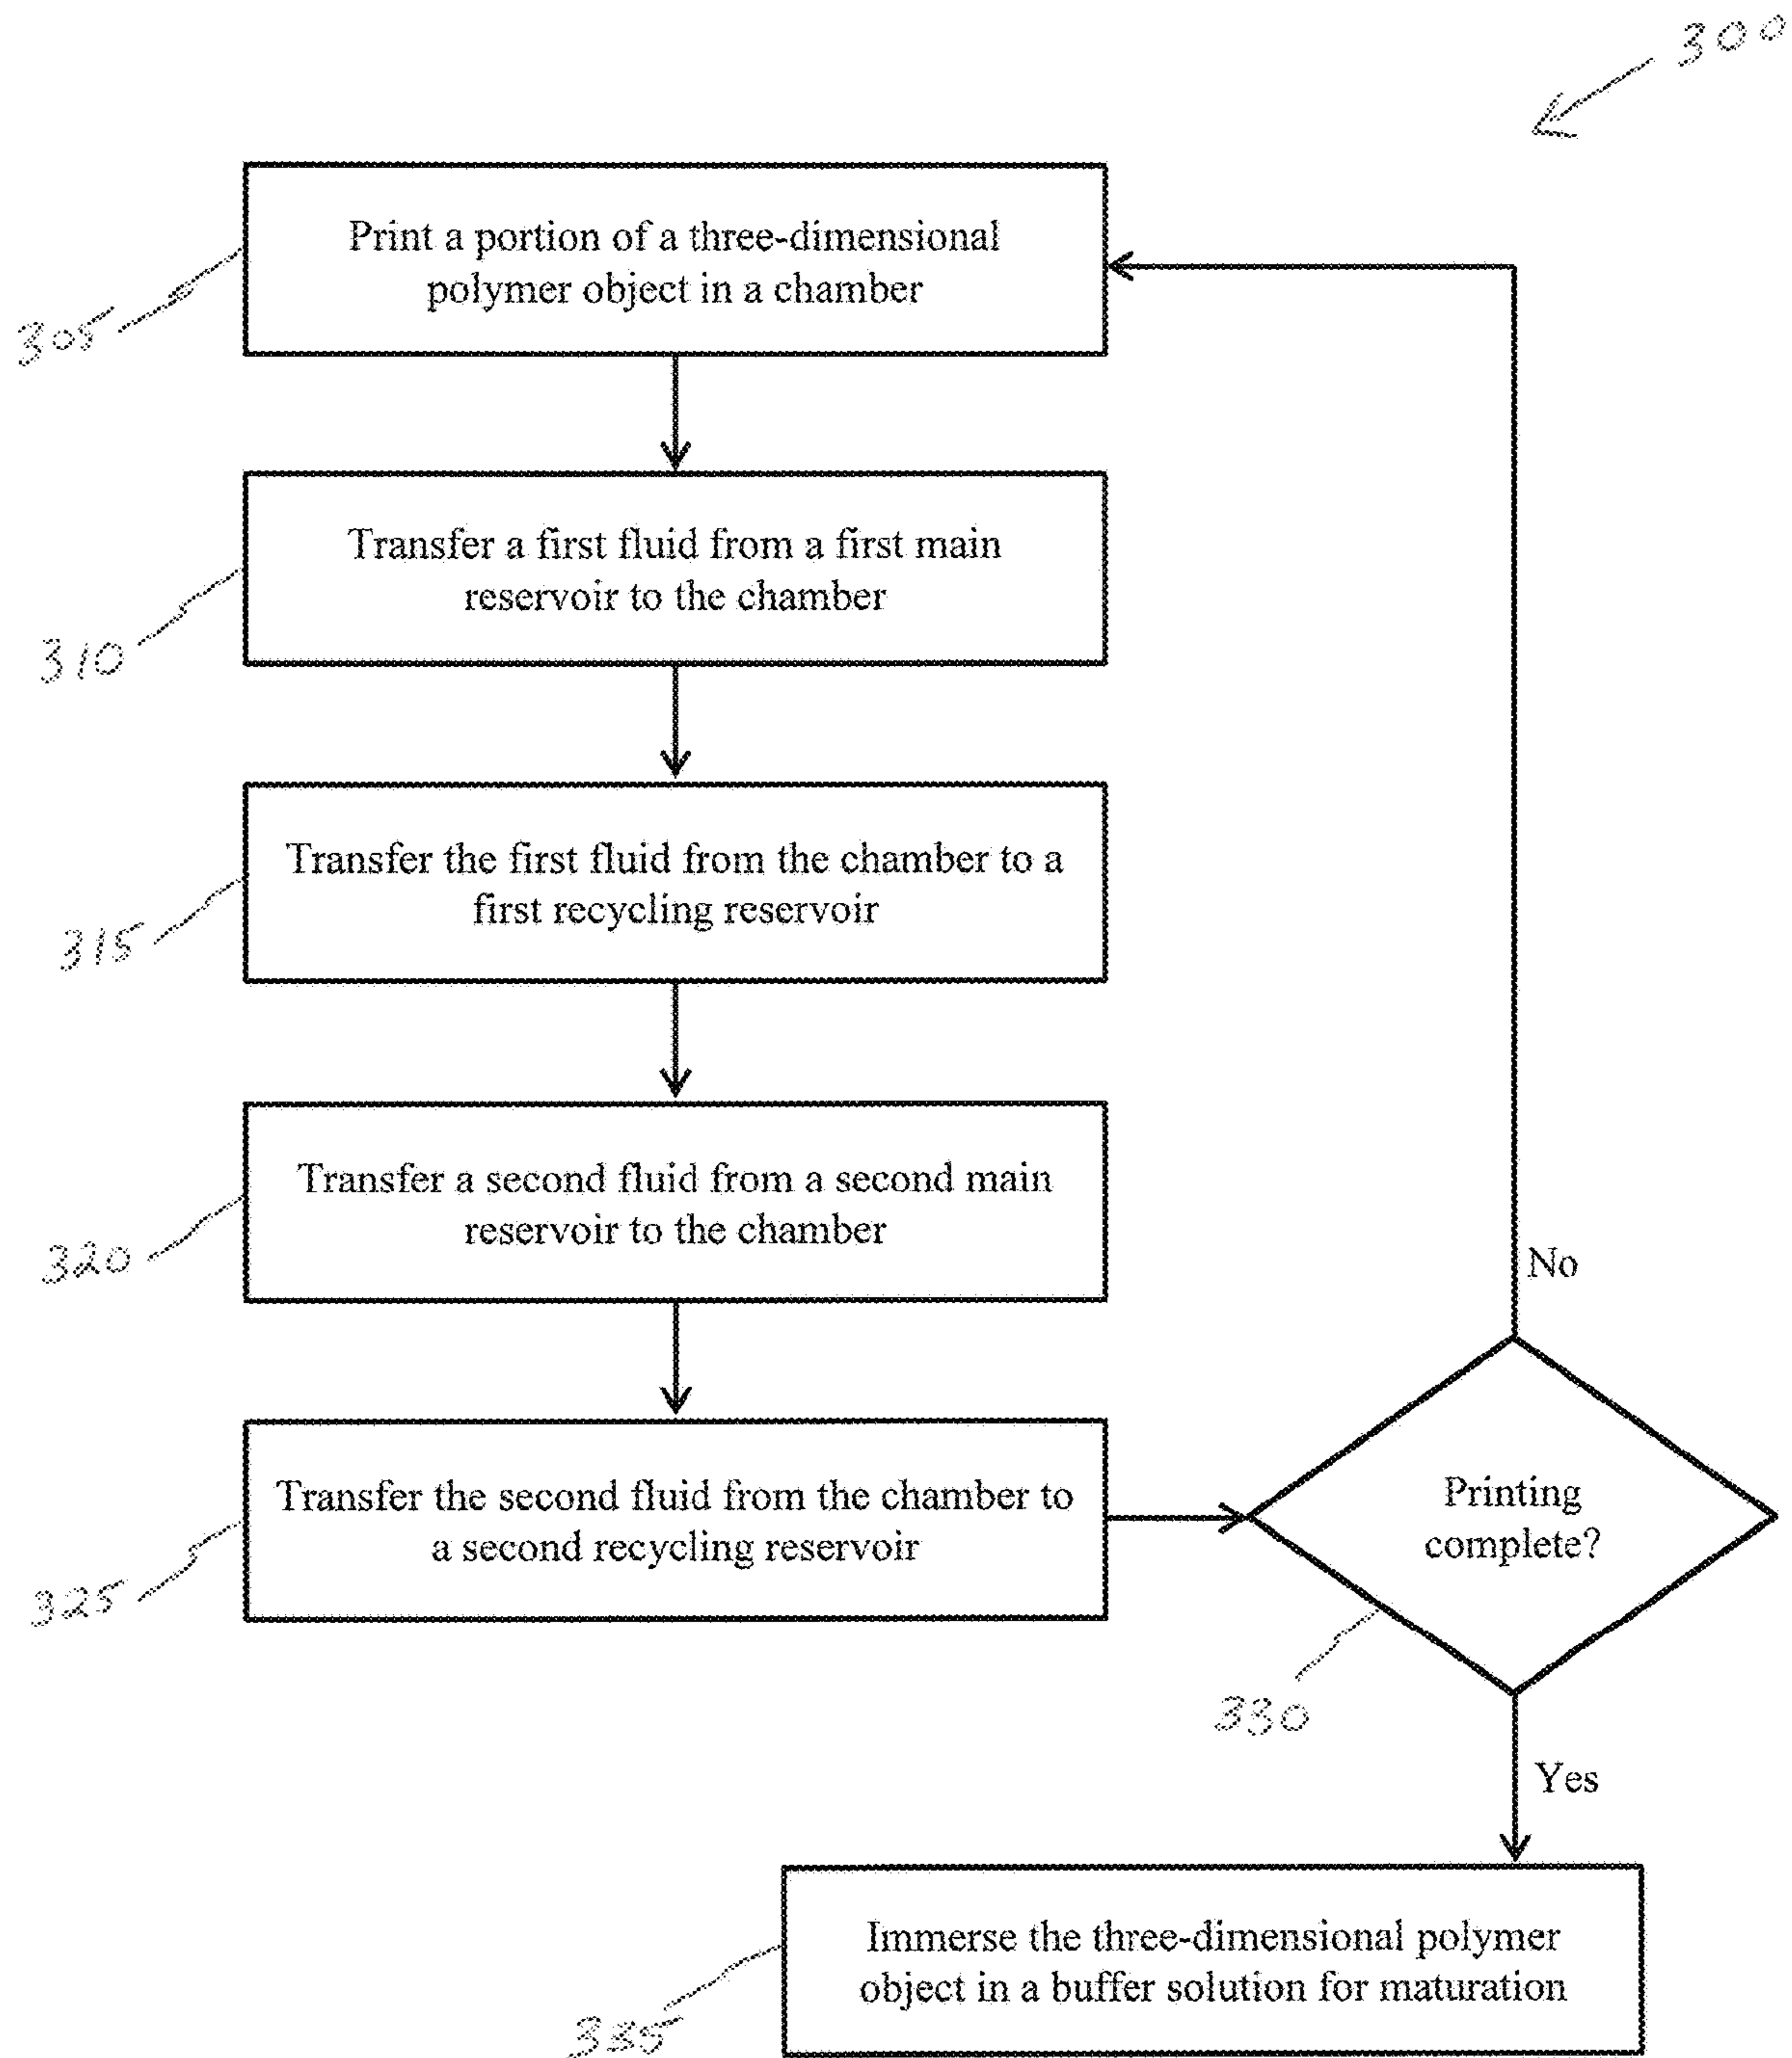 300
Print a portion of a three-dimensional
polymer object in a chamber
305
Transfer a first fluid from a first main
reservoir to the chamber
310
Transfer the first fluid from the chamber to a
first recycling reservoir
315
Transfer a second fluid from a second main
reservoir to the chamber
320
No
Transfer the second fluid from the chamber to
a second recycling reservoir
325
Printing
complete?
330
Yes
Immerse the three-dimensional polymer
object in a buffer solution for maturation
335